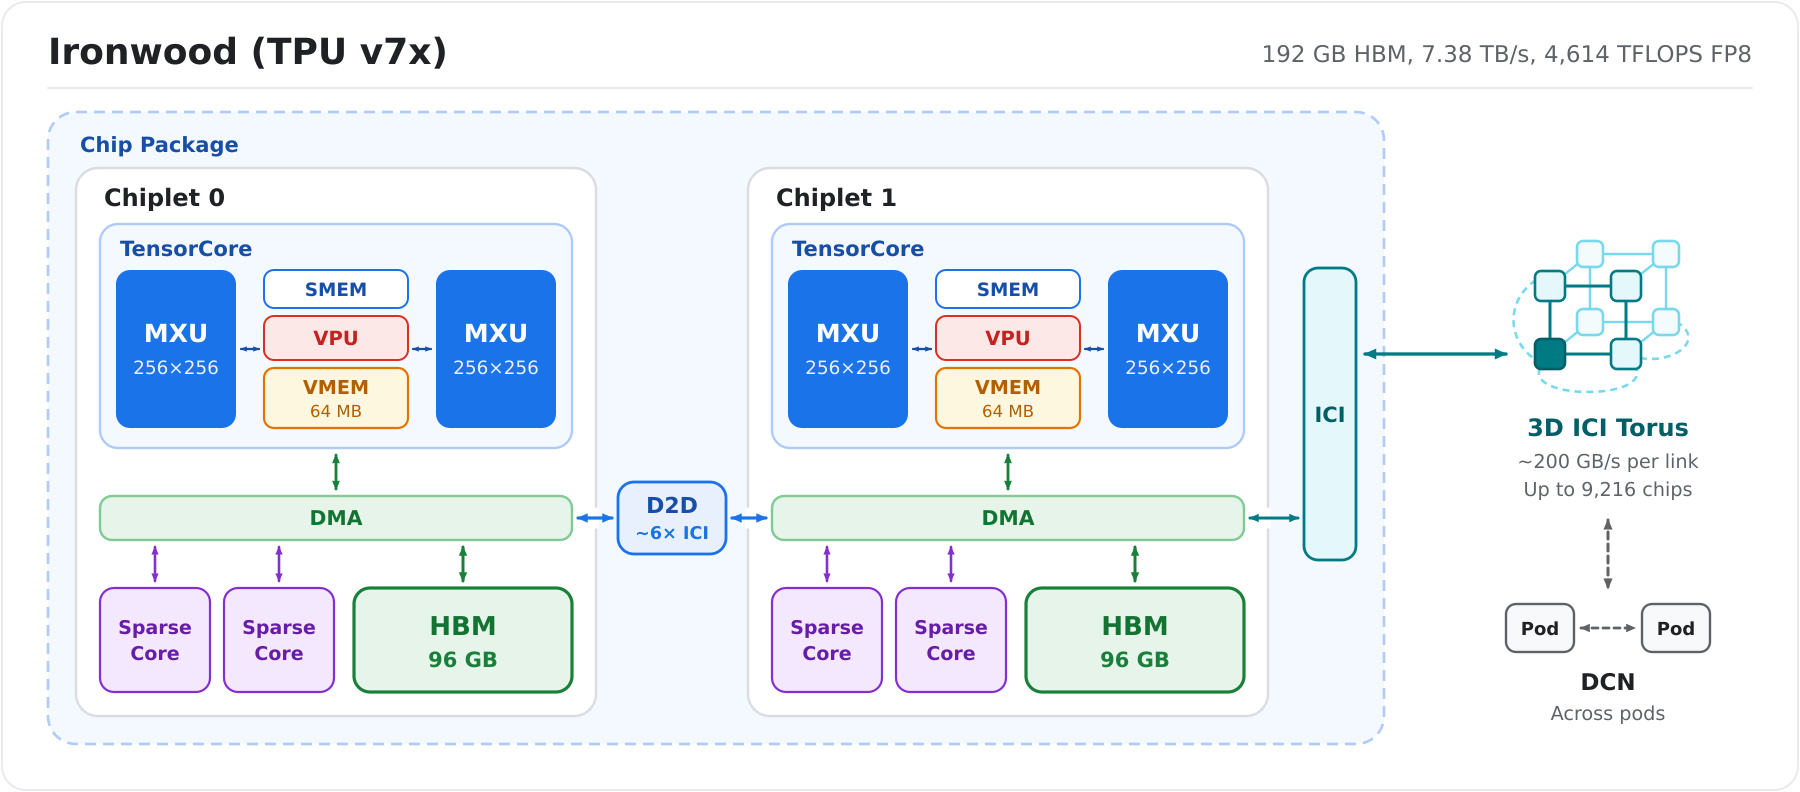 Ironwood (TPU v7x)
192 GB HBM, 7.38 TB/s, 4,614 TFLOPS FP8
Chip Package
Chiplet 0
TensorCore
MXU
256×256
SMEM
VPU
VMEM
64 MB
MXU
256×256
DMA
Sparse
Core
Sparse
Core
HBM
96 GB
D2D
~6× ICI
Chiplet 1
TensorCore
MXU
256×256
SMEM
VPU
VMEM
64 MB
MXU
256×256
DMA
Sparse
Core
Sparse
Core
HBM
96 GB
ICI
3D ICI Torus
~200 GB/s per link
Up to 9,216 chips
Pod
Pod
DCN
Across pods